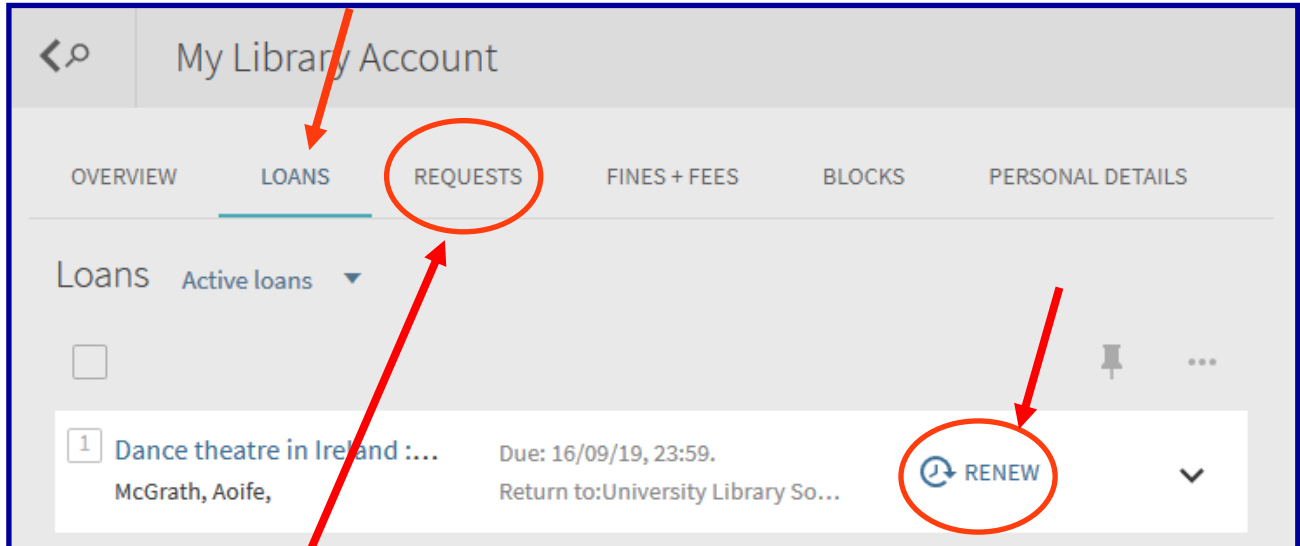 My Library Account
OVERVIEW LOANS REQUESTS FINES + FEES BLOCKS PERSONAL DETAILS
Loans Active loans
1 Dance theatre in Ireland :... Due: 16/09/19, 23:59. RENEW
McGrath, Aoife, Return to:University Library So...